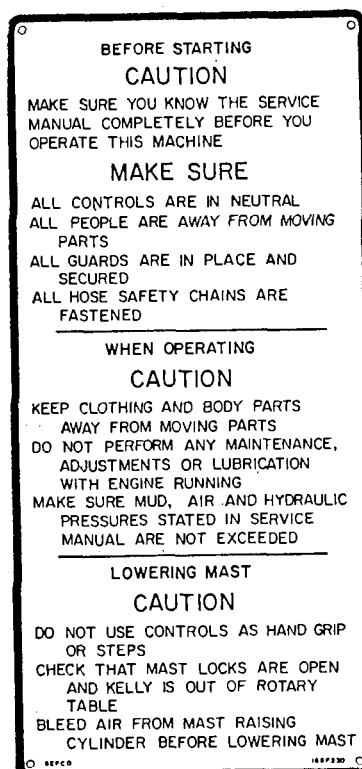 BEFORE STARTING
CAUTION
MAKE SURE YOU KNOW THE SERVICE
MANUAL COMPLETELY BEFORE YOU
OPERATE THIS MACHINE
MAKE SURE
ALL CONTROLS ARE IN NEUTRAL
ALL PEOPLE ARE AWAY FROM MOVING
PARTS
ALL GUARDS ARE IN PLACE AND
SECURED
ALL HOSE SAFETY CHAINS ARE
FASTENED
WHEN OPERATING
CAUTION
KEEP CLOTHING AND BODY PARTS
AWAY FROM MOVING PARTS
DO NOT PERFORM ANY MAINTENANCE,
ADJUSTMENTS OR LUBRICATION
WITH ENGINE RUNNING
MAKE SURE MUD, AIR AND HYDRAULIC
PRESSURES STATED IN SERVICE
MANUAL ARE NOT EXCEEDED
LOWERING MAST
CAUTION
DO NOT USE CONTROLS AS HAND GRIP
OR STEPS
CHECK THAT MAST LOCKS ARE OPEN
AND KELLY IS OUT OF ROTARY
TABLE
BLEED AIR FROM MAST RAISING
CYLINDER BEFORE LOWERING MAST